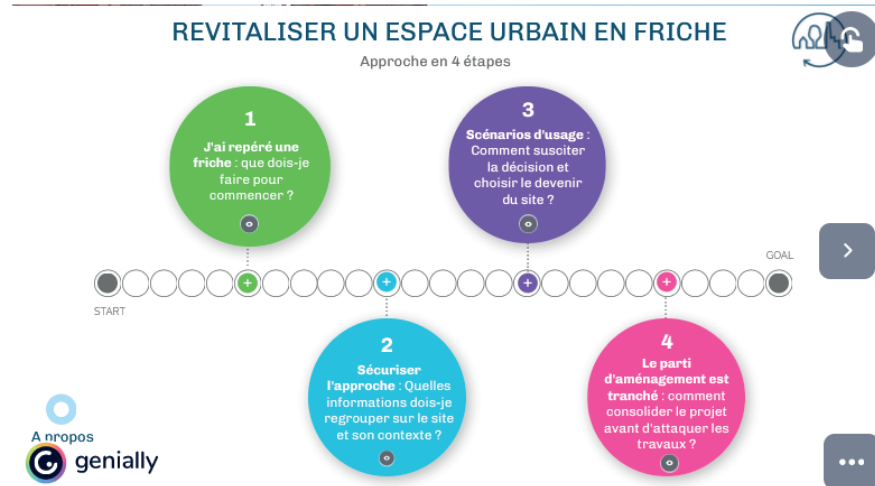 REVITALISER UN ESPACE URBAIN EN FRICHE
Approche en 4 étapes
1
J'ai repéré une
friche : que dois-je
faire pour
commencer ?
3
Scénarios d'usage :
Comment susciter
la décision et
choisir le devenir
du site ?
GOAL
START
2
Sécuriser
l'approche : Quelles
informations dois-je
regrouper sur le site
et son contexte ?
4
Le parti
d'aménagement est
tranché : comment
consolider le projet
avant d'attaquer les
travaux ?
A propos
genially